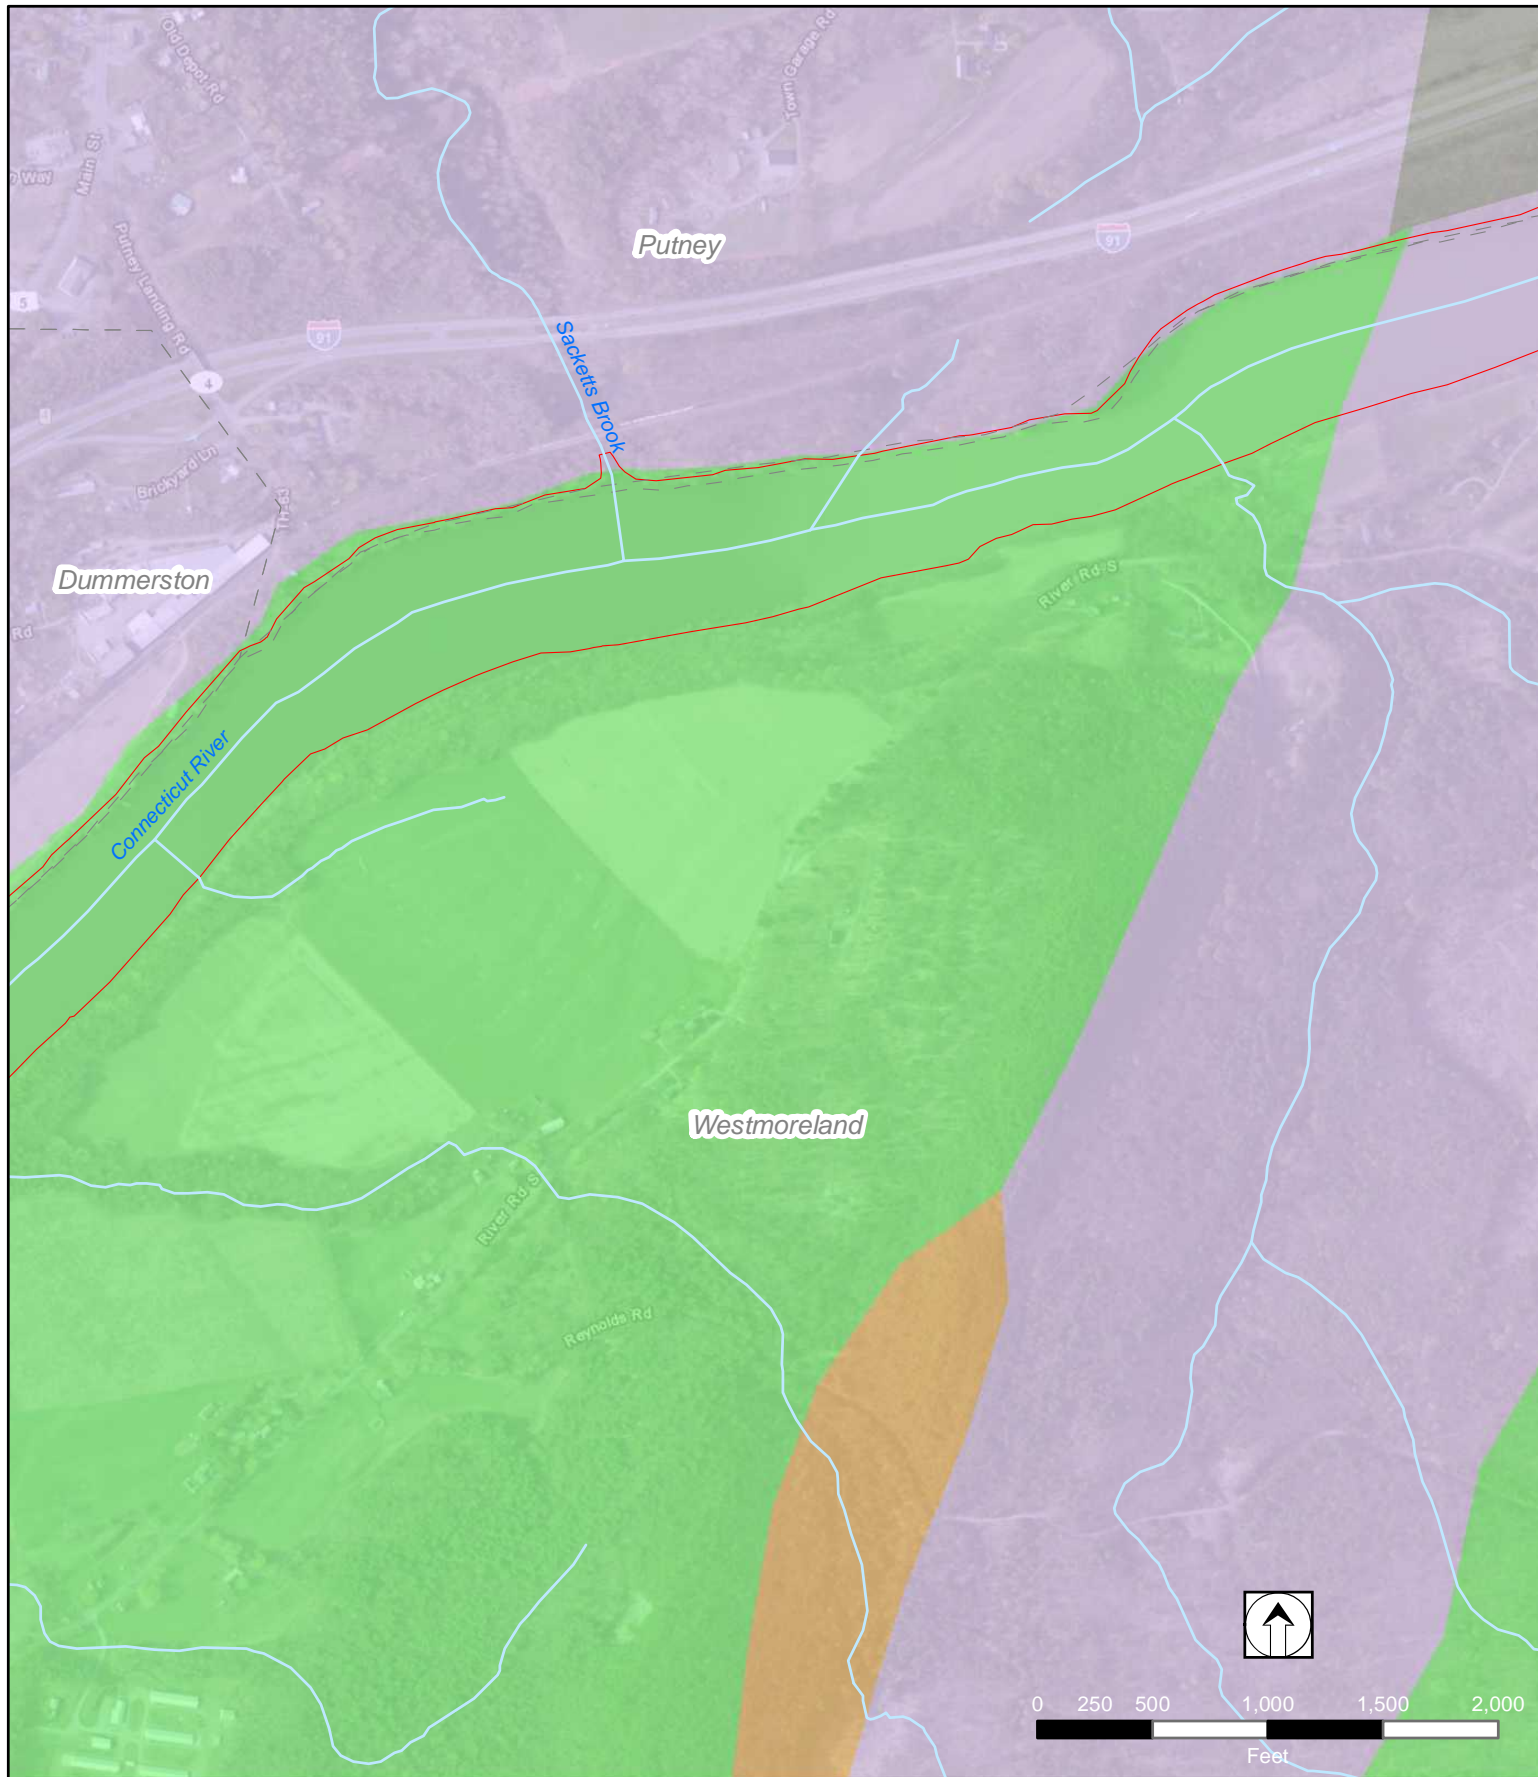 Old Depot Rd
Town Garage Rd
Main St
Way
Putney Landing Rd
Putney
91
5
91
Sacketts Brook
4
4
Brickyard Ln
TH 63
Dummerston
River Rd S
Rd
Connecticut River
Westmoreland
River Rd S
Reynolds Rd
0 250 500 1,000 1,500 2,000
Feet